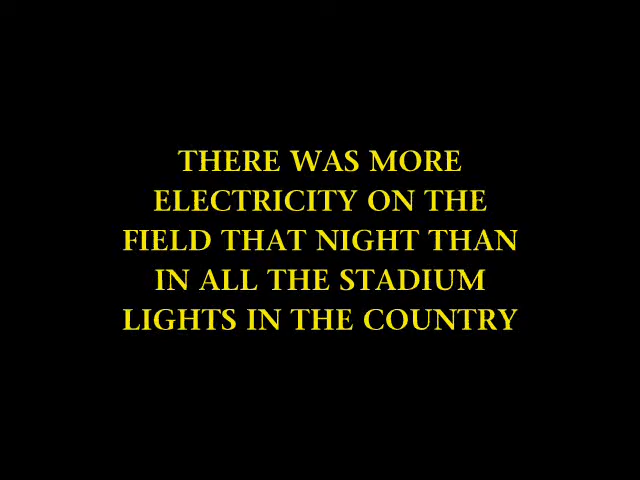 THERE WAS MORE
ELECTRICITY ON THE
FIELD THAT NIGHT THAN
IN ALL THE STADIUM
LIGHTS IN THE COUNTRY